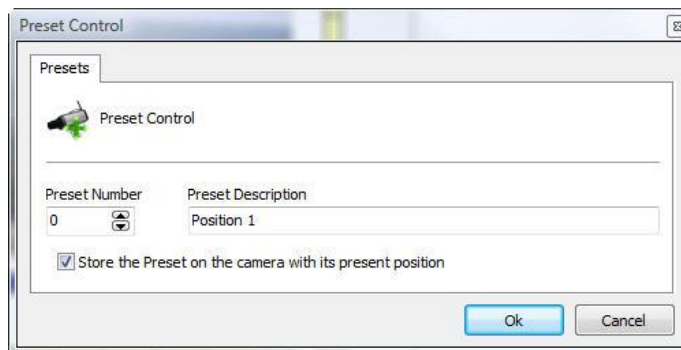 Preset Control
Presets
Preset Control
Preset Number Preset Description
0 Position 1
Store the Preset on the camera with its present position
Ok Cancel